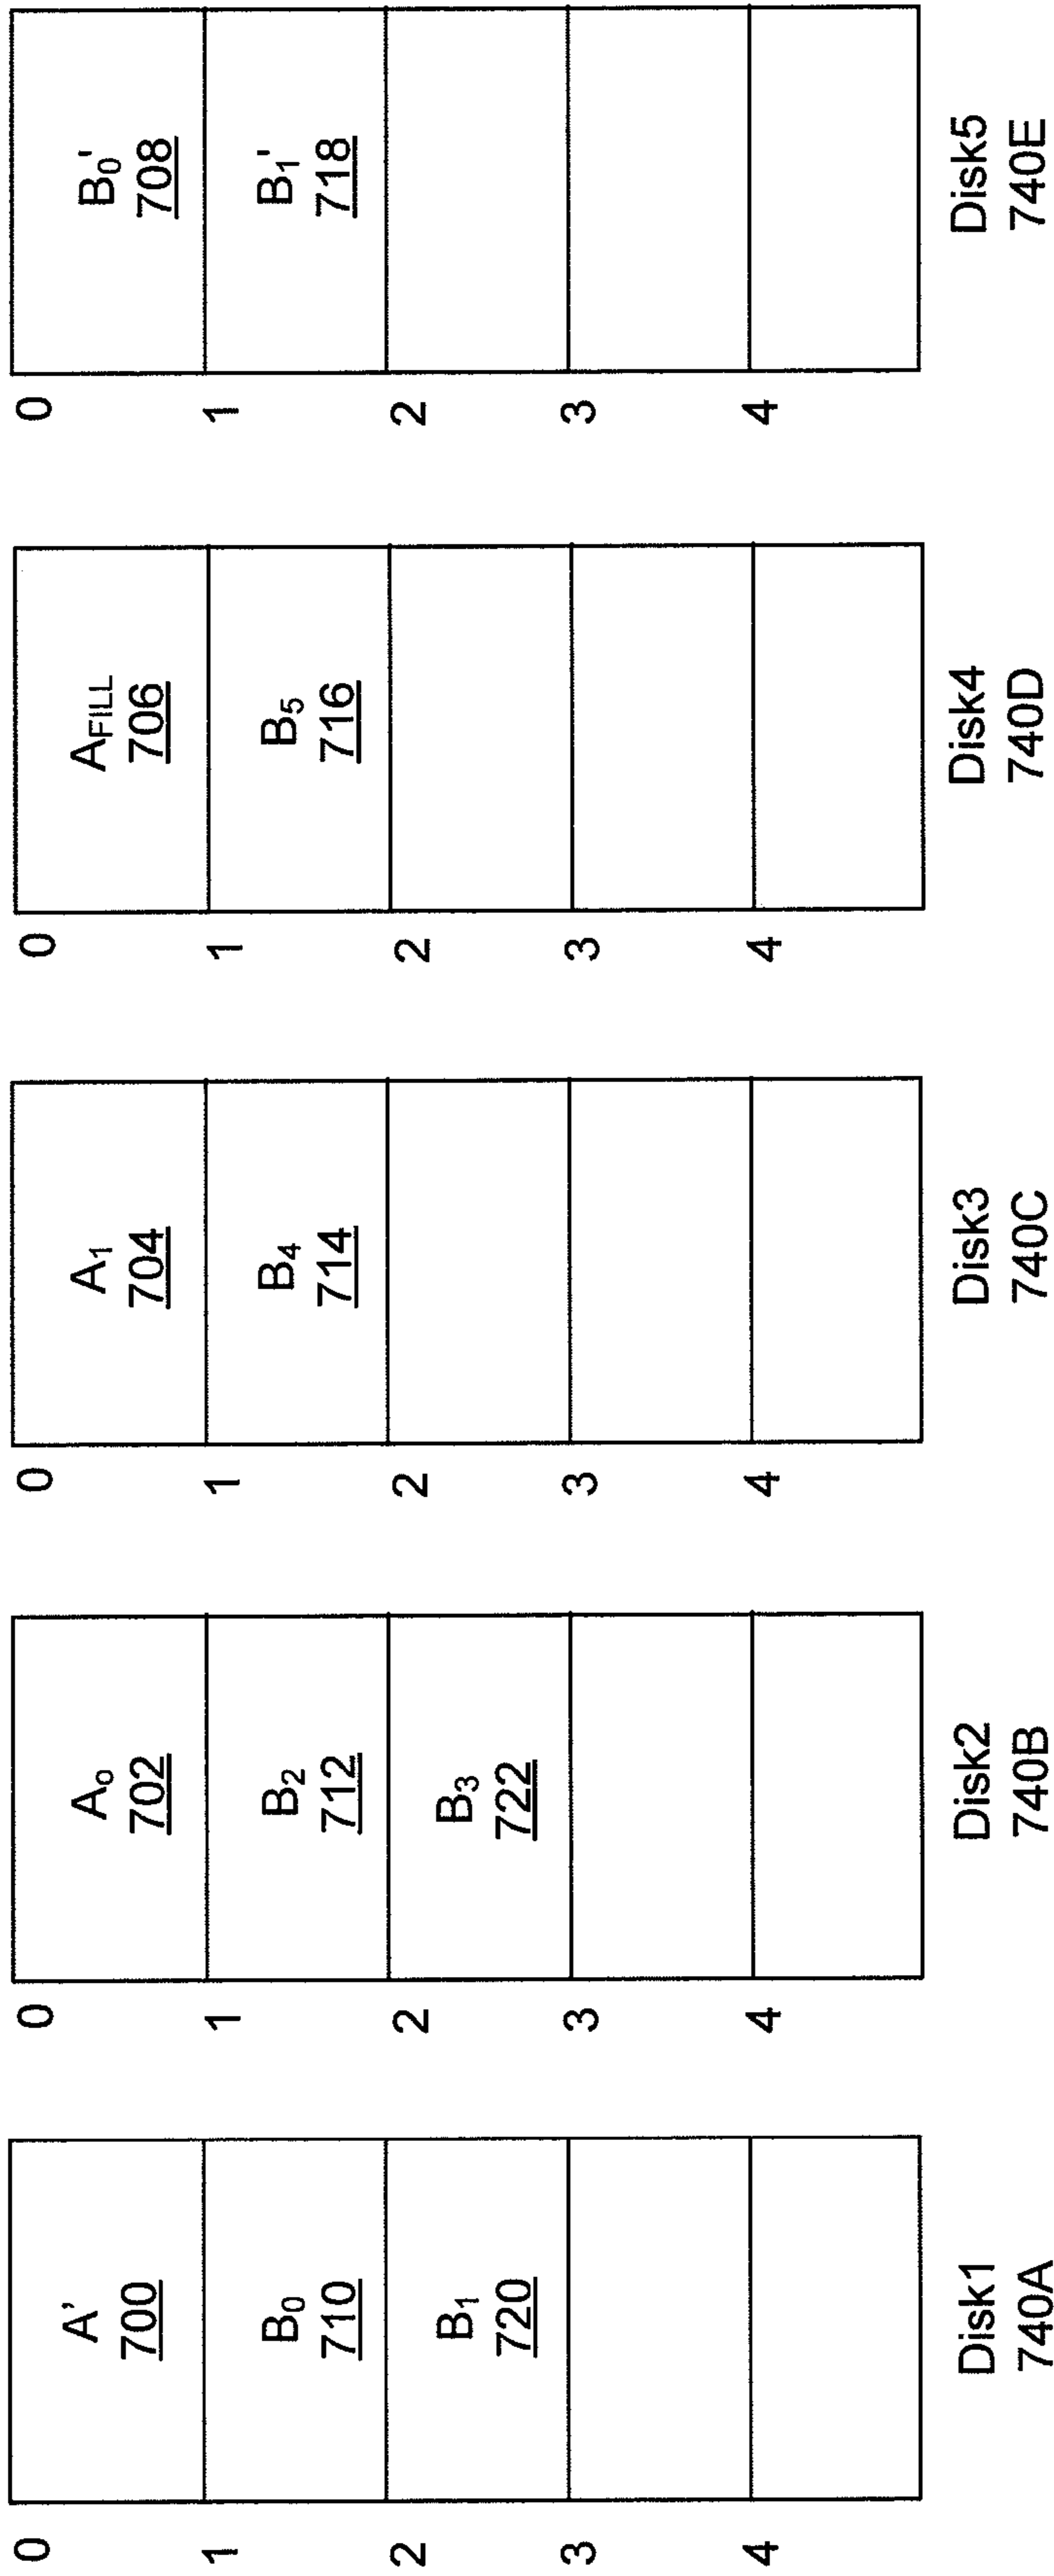 0
A'
700
1
B₀
710
2
B₁
720
3
4
Disk1
740A
0
A₀
702
1
B₂
712
2
B₃
722
3
4
Disk2
740B
0
A₁
704
1
B₄
714
2
3
4
Disk3
740C
0
A_FILL
706
1
B₅
716
2
3
4
Disk4
740D
0
B₀'
708
1
B₁'
718
2
3
4
Disk5
740E